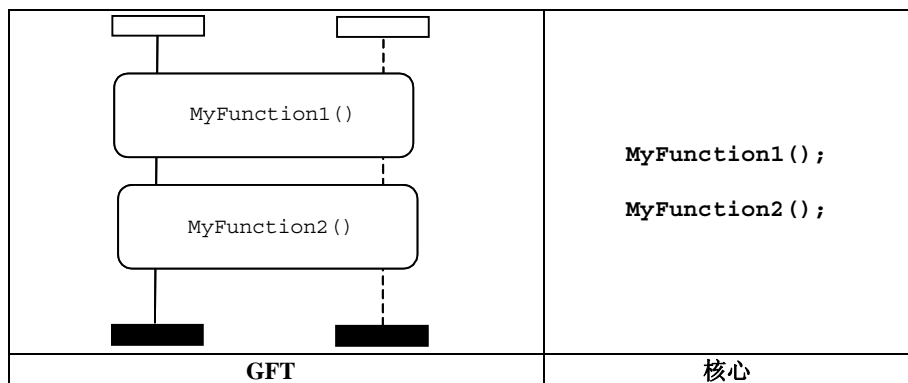 MyFunction1()
MyFunction2()
MyFunction1();
MyFunction2();
GFT
核心